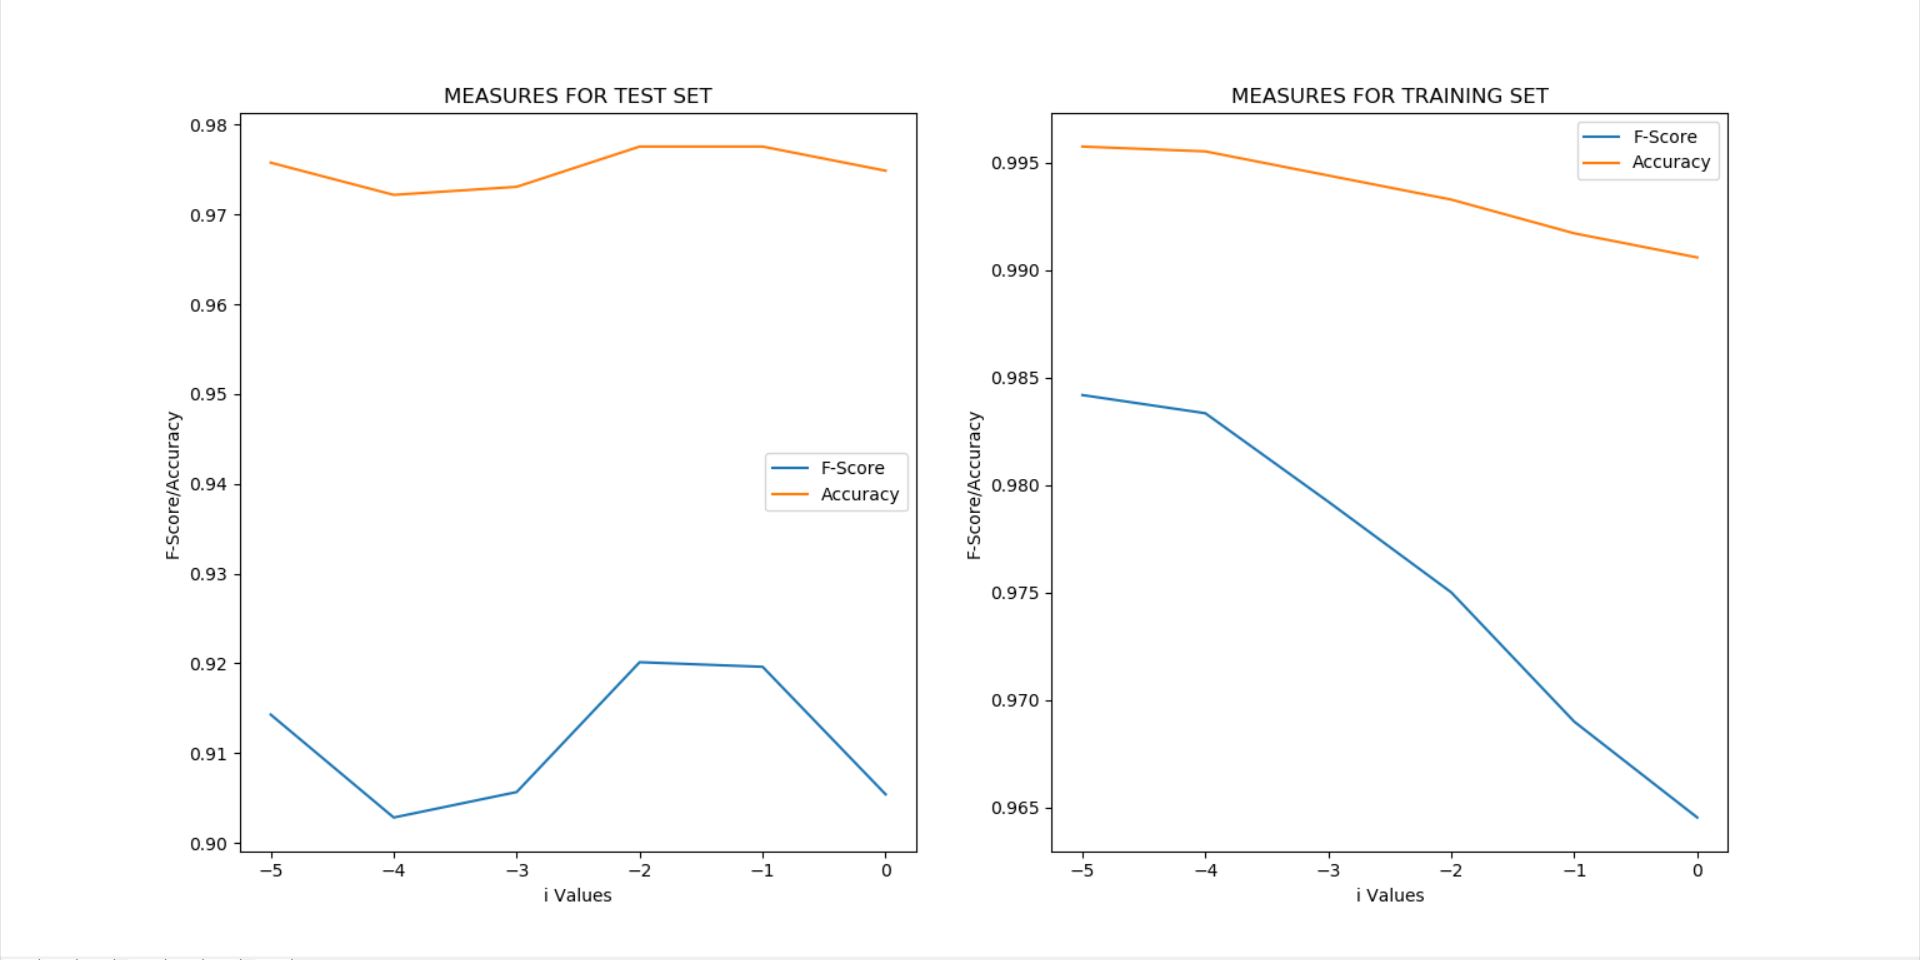 MEASURES FOR TEST SET
0.98
0.97
0.96
0.95
0.94
0.93
0.92
0.91
0.90
F-Score/Accuracy
F-Score
Accuracy
−5 −4 −3 −2 −1 0
i Values
MEASURES FOR TRAINING SET
0.995
0.990
0.985
0.980
0.975
0.970
0.965
F-Score/Accuracy
F-Score
Accuracy
−5 −4 −3 −2 −1 0
i Values